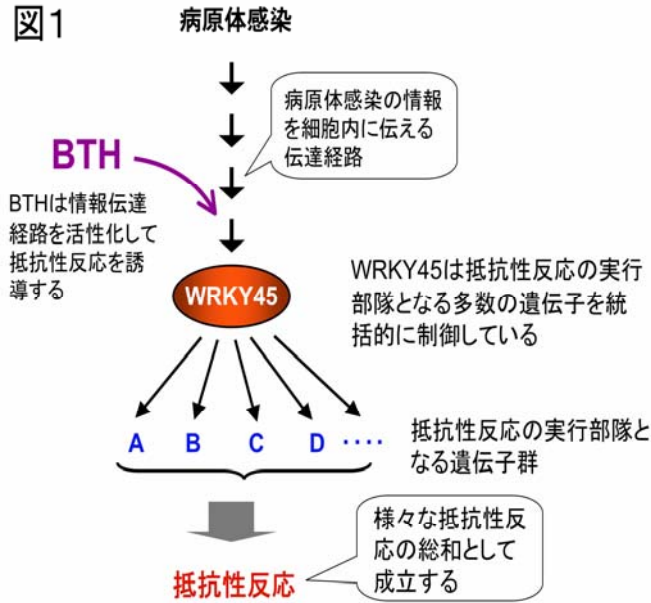 図1
病原体感染
病原体感染の情報
を細胞内に伝える
伝達経路
BTH
BTHは情報伝達
経路を活性化して
抵抗性反応を誘
導する
WRKY45
WRKY45は抵抗性反応の実行
部隊となる多数の遺伝子を統
括的に制御している
A B C D ････
抵抗性反応の実行部隊と
なる遺伝子群
様々な抵抗性反
応の総和として
成立する
抵抗性反応